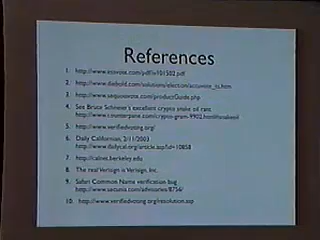 References
1. http://www.essvote.com/pdf/io101502.pdf
2. http://www.diebold.com/solutions/election/accuvote_ts.htm
3. http://www.sequoiavote.com/productGuide.php
4. See Bruce Schneier's excellent crypto snake oil rant
http://www.counterpane.com/crypto-gram-9902.html#snakeoil
5. http://www.verifiedvoting.org/
6. Daily Californian, 2/11/2003
http://www.dailycal.org/article.asp?id=10858
7. http://calnet.berkeley.edu
8. The real Verisign is Verisign, Inc.
9. Safari Common Name verification bug
http://www.secunia.com/advisories/8756/
10. http://www.verifiedvoting.org/resolution.asp